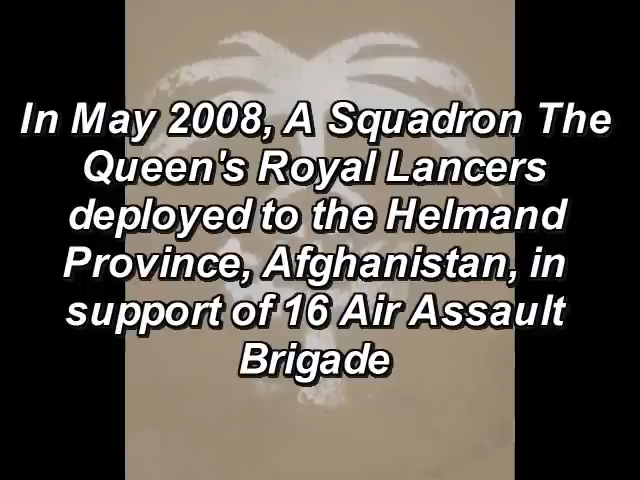 In May 2008, A Squadron The
Queen's Royal Lancers
deployed to the Helmand
Province, Afghanistan, in
support of 16 Air Assault
Brigade